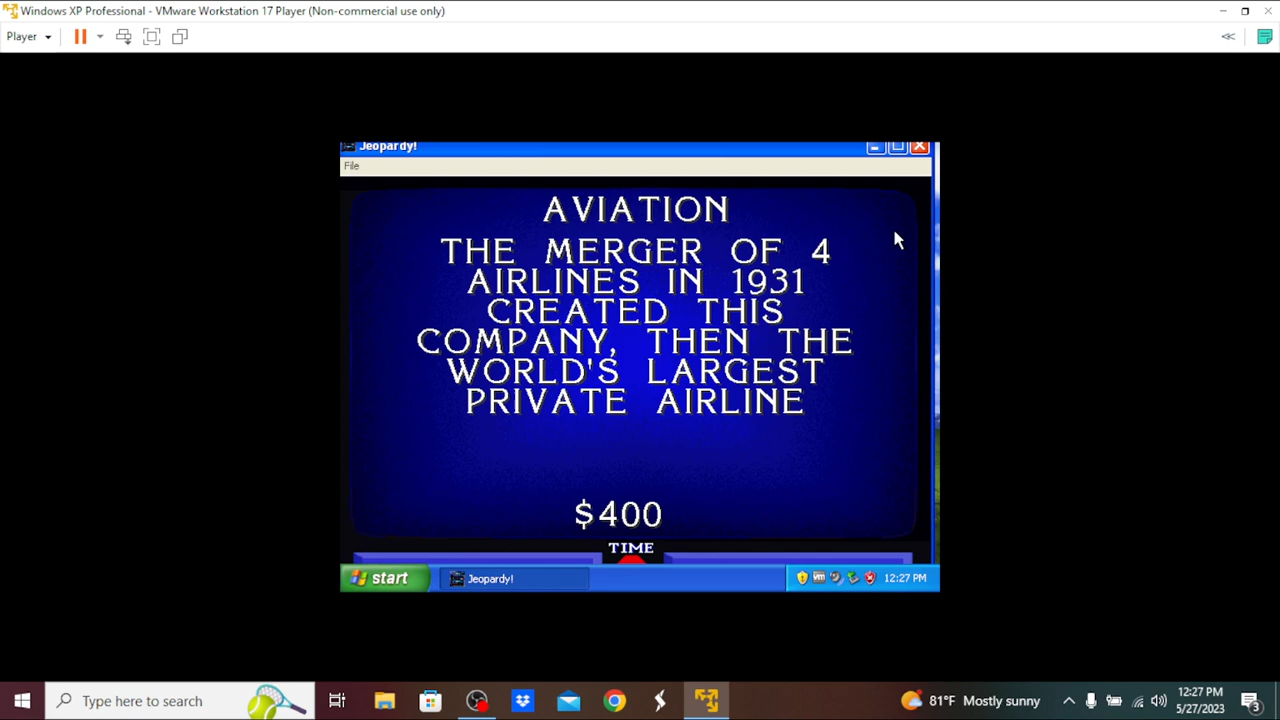 Windows XP Professional - VMware Workstation 17 Player (Non-commercial use only)
Player
Jeopardy!
File
AVIATION
THE MERGER OF 4
AIRLINES IN 1931
CREATED THIS
COMPANY, THEN THE
WORLD'S LARGEST
PRIVATE AIRLINE
$400
TIME
start
Jeopardy!
vm
12:27 PM
Type here to search
81°F Mostly sunny
12:27 PM
5/27/2023
3